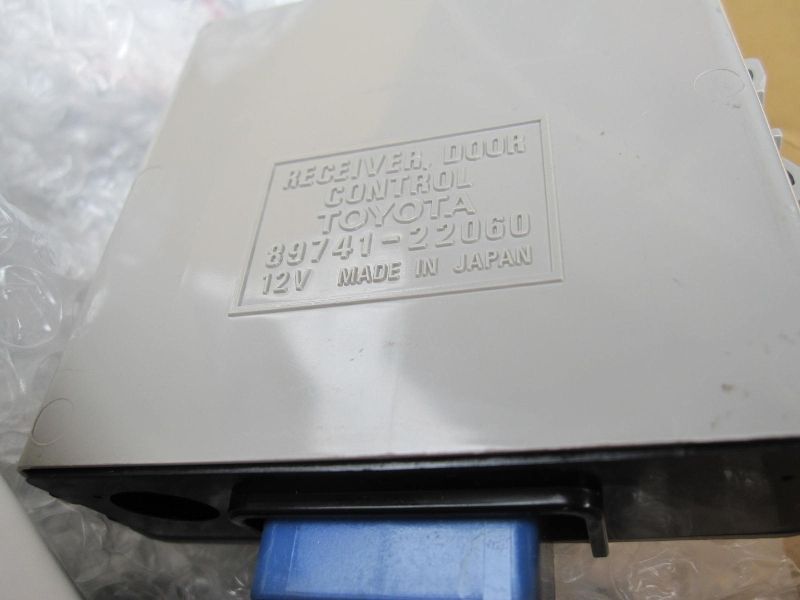 RECEIVER, DOOR
CONTROL
TOYOTA
89741-22060
12V MADE IN JAPAN